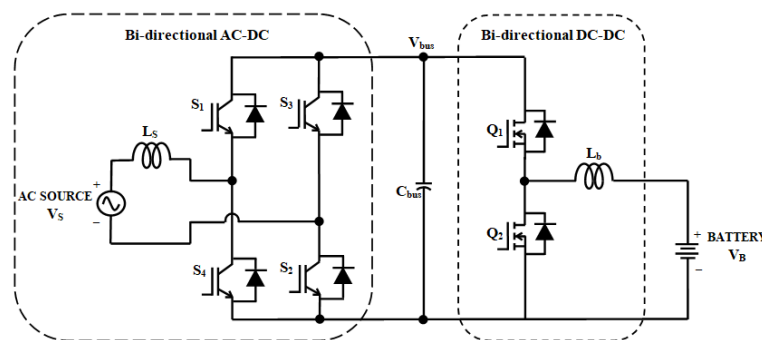 Bi-directional AC-DC
Bi-directional DC-DC
Vbus
S1
S3
LS
Q1
Lb
+
AC SOURCE
VS
−
Cbus
Q2
+
BATTERY
VB
−
S4
S2